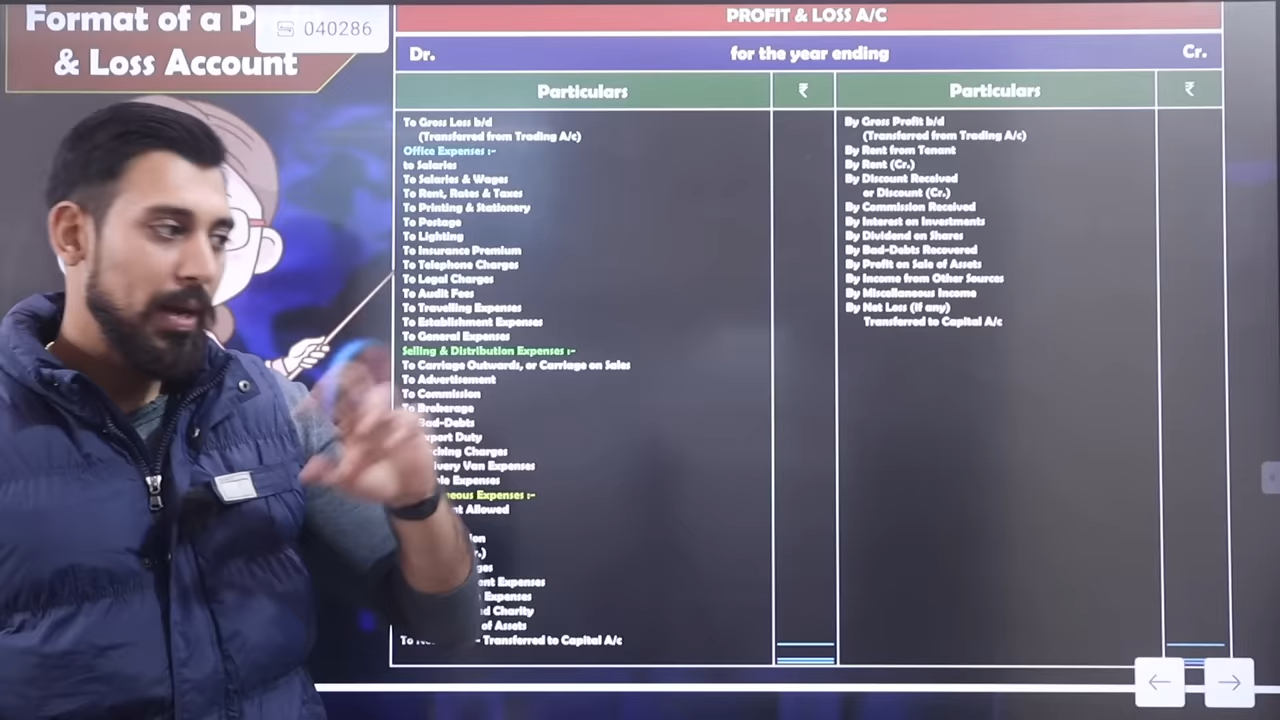 Format of a P
& Loss Account
040286
PROFIT & LOSS A/C
Dr.
for the year ending
Cr.
Particulars
₹
Particulars
₹
To Gross Loss b/d
(Transferred from Trading A/c)
Office Expenses :-
to Salaries
To Salaries & Wages
To Rent, Rates & Taxes
To Printing & Stationery
To Postage
To Lighting
To Insurance Premium
To Telephone Charges
To Legal Charges
To Audit Fees
To Travelling Expenses
To Establishment Expenses
To General Expenses
Selling & Distribution Expenses :-
To Carriage Outwards, or Carriage on Sales
To Advertisement
To Commission
To Brokerage
Bad-Debts
Duty
Charges
Van Expenses
Expenses
Expenses :-
Allowed
Expenses
Expenses
Charity
of Assets
To - Transferred to Capital A/c
By Gross Profit b/d
(Transferred from Trading A/c)
By Rent from Tenant
By Rent (Cr.)
By Discount Received
or Discount (Cr.)
By Commission Received
By Interest on Investments
By Dividend on Shares
By Bad-Debts Recovered
By Profit on Sale of Assets
By Income from Other Sources
By Miscellaneous Income
By Net Loss (If any)
Transferred to Capital A/c